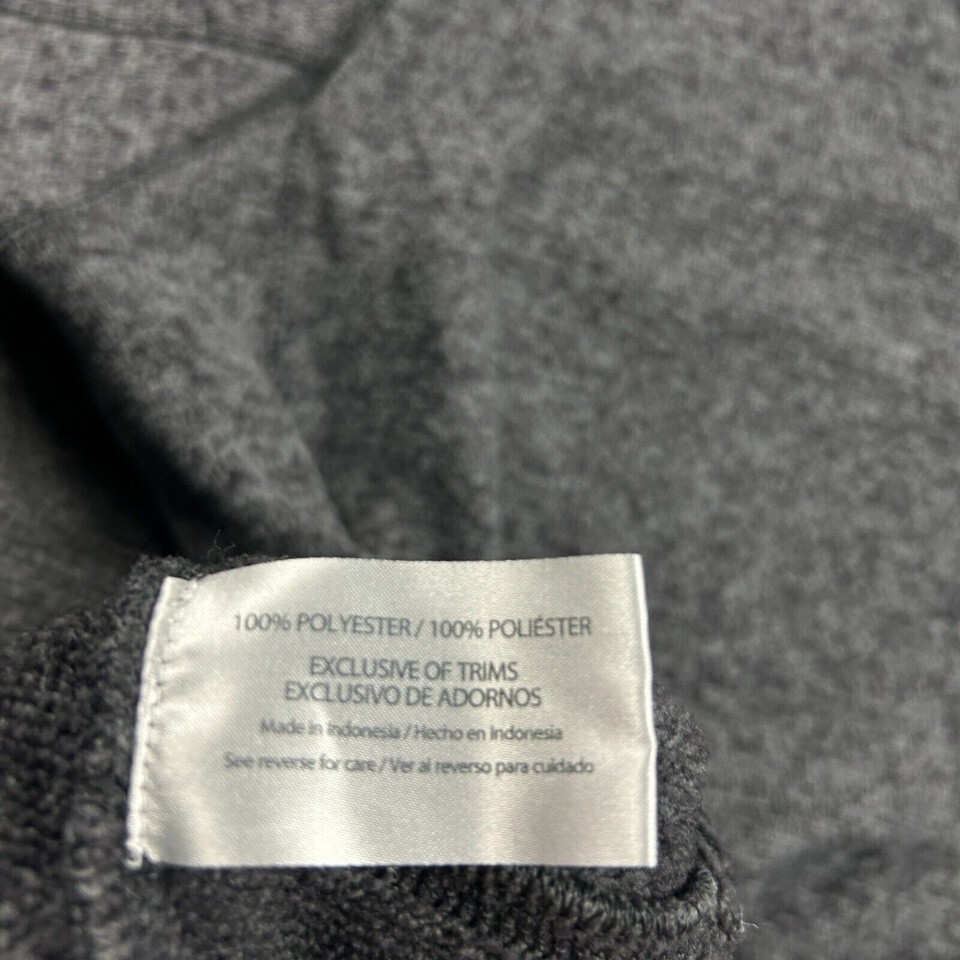 100% POLYESTER / 100% POLIÉSTER
EXCLUSIVE OF TRIMS
EXCLUSIVO DE ADORNOS
Made in Indonesia / Hecho en Indonesia
See reverse for care / Ver al reverso para cuidado